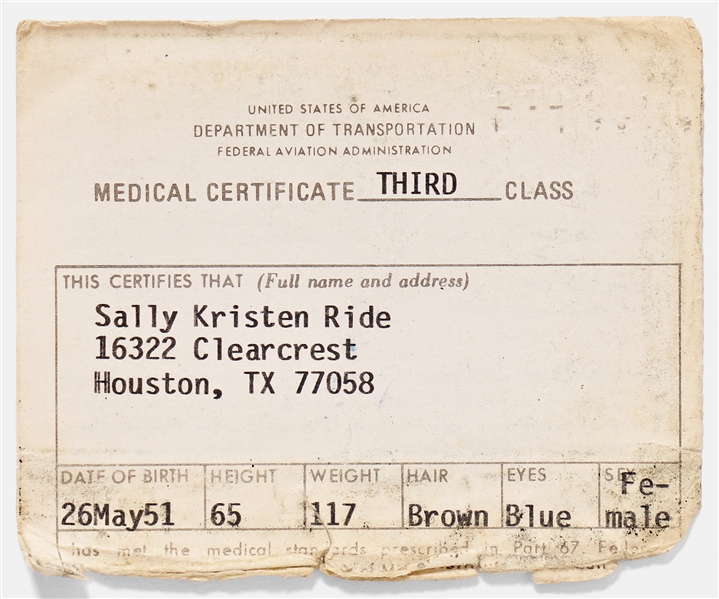 UNITED STATES OF AMERICA
DEPARTMENT OF TRANSPORTATION
FEDERAL AVIATION ADMINISTRATION
MEDICAL CERTIFICATE THIRD CLASS
THIS CERTIFIES THAT (Full name and address)
Sally Kristen Ride
16322 Clearcrest
Houston, TX 77058
DATE OF BIRTH HEIGHT WEIGHT HAIR EYES SEX
26May51 65 117 Brown Blue Fe-
male
has met the medical standards prescribed in Part 67, Federal